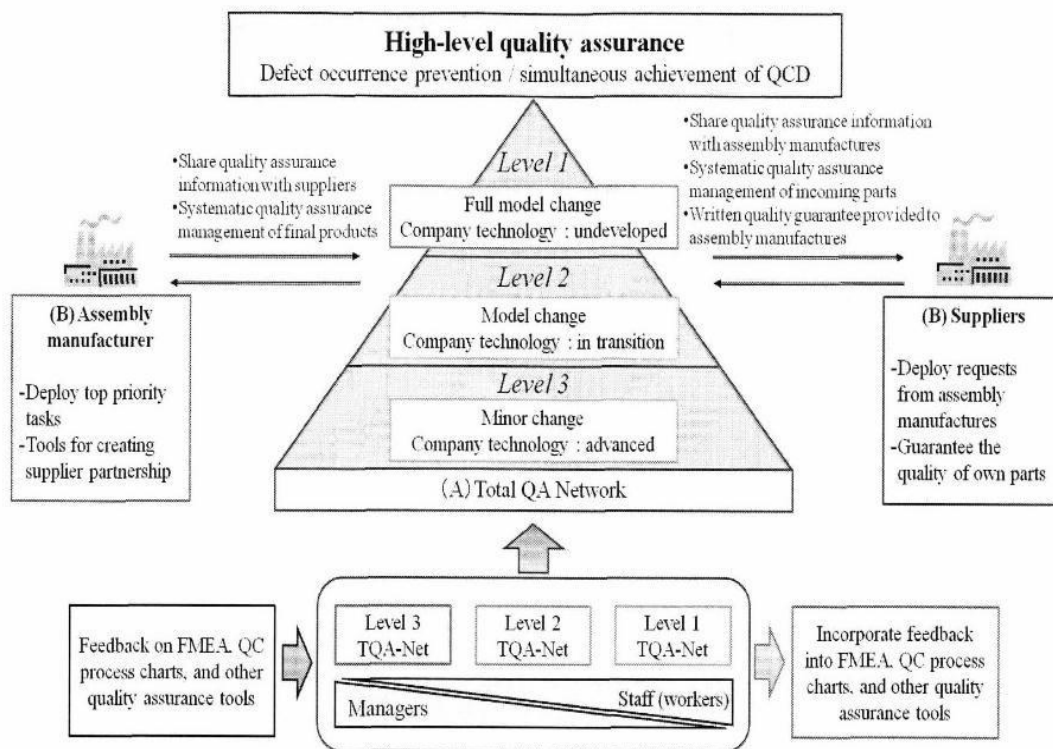 High-level quality assurance
Defect occurrence prevention / simultaneous achievement of QCD
•Share quality assurance
information with suppliers
•Systematic quality assurance
management of final products
•Share quality assurance information
with assembly manufactures
•Systematic quality assurance
management of incoming parts
•Written quality guarantee provided to
assembly manufactures
Level 1
Full model change
Company technology : undeveloped
Level 2
Model change
Company technology : in transition
Level 3
Minor change
Company technology : advanced
(A) Total QA Network
(B) Assembly
manufacturer
-Deploy top priority
tasks
-Tools for creating
supplier partnership
(B) Suppliers
-Deploy requests
from assembly
manufactures
-Guarantee the
quality of own parts
Feedback on FMEA, QC
process charts, and other
quality assurance tools
Level 3
TQA-Net
Level 2
TQA-Net
Level 1
TQA-Net
Managers
Staff (workers)
Incorporate feedback
into FMEA, QC process
charts, and other quality
assurance tools